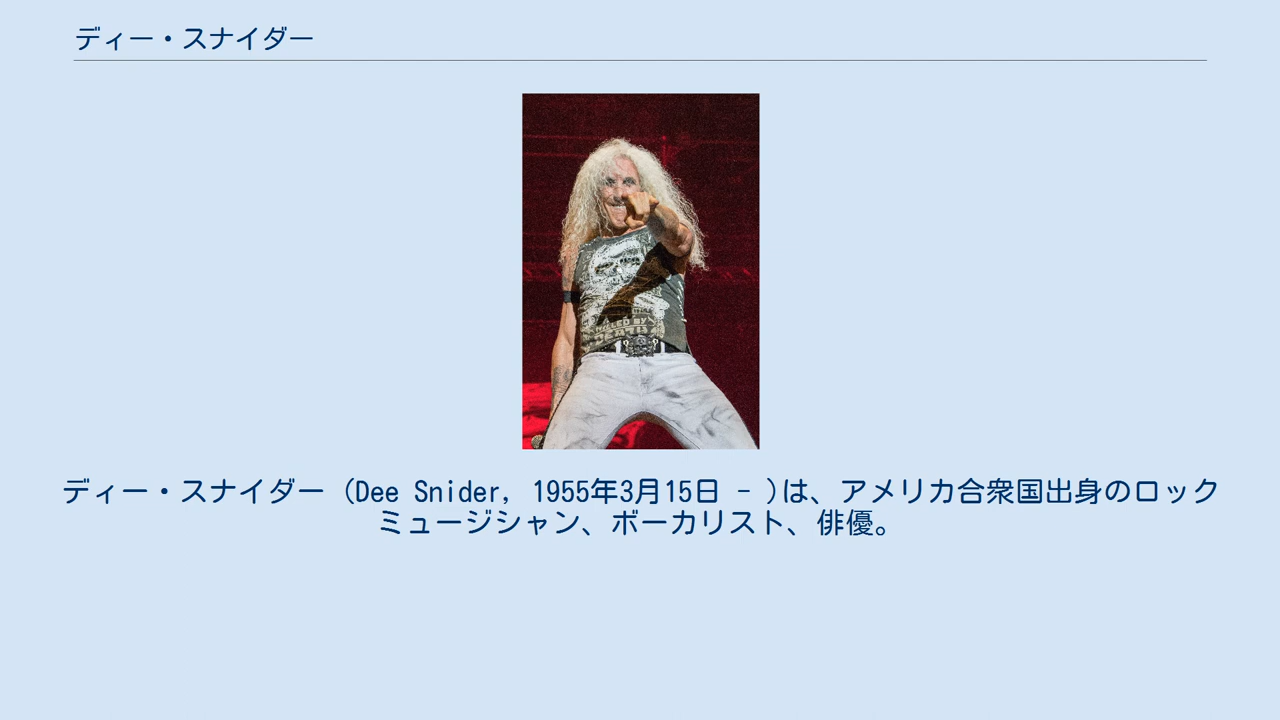 ディー・スナイダー
ディー・スナイダー（Dee Snider, 1955年3月15日 - )は、アメリカ合衆国出身のロック
ミュージシャン、ボーカリスト、俳優。